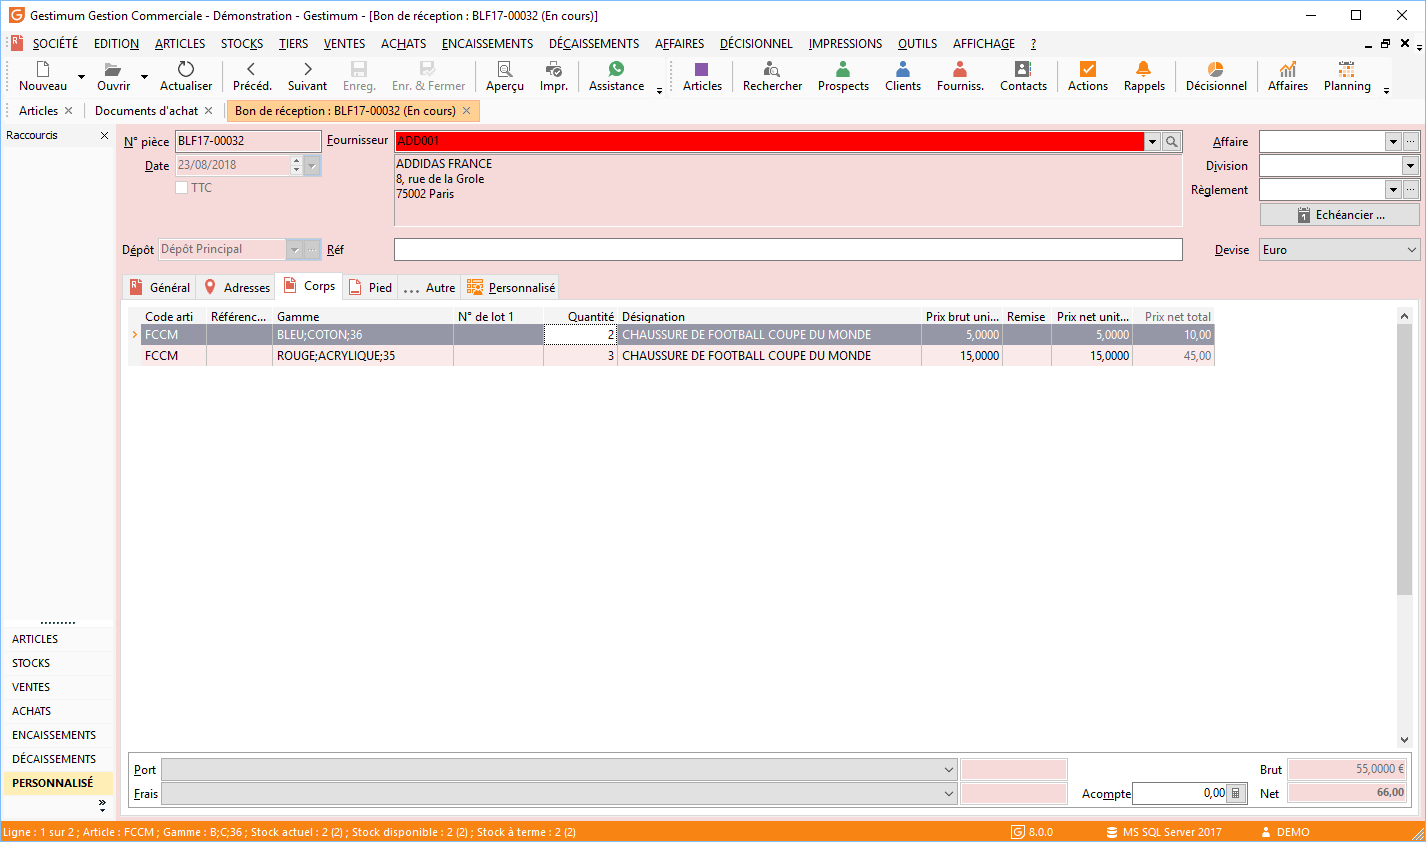 Gestimum Gestion Commerciale - Démonstration - Gestimum - [Bon de réception : BLF17-00032 (En cours)]
SOCIÉTÉ EDITION ARTICLES STOCKS TIERS VENTES ACHATS ENCAISSEMENTS DÉCAISSEMENTS AFFAIRES DÉCISIONNEL IMPRESSIONS OUTILS AFFICHAGE ?
Nouveau Ouvrir Actualiser Précéd. Suivant Enreg. Enr. & Fermer Aperçu Impr. Assistance Articles Rechercher Prospects Clients Fourniss. Contacts Actions Rappels Décisionnel Affaires Planning
Articles Documents d'achat Bon de réception : BLF17-00032 (En cours)
Raccourcis
N° pièce BLF17-00032 Fournisseur ADD001 Affaire
Date 23/08/2018 ADDIDAS FRANCE Division
8, rue de la Grole
TTC 75002 Paris Règlement
Echéancier ...
Dépôt Dépôt Principal Réf Devise Euro
Général Adresses Corps Pied ... Autre Personnalisé
Code arti Référenc... Gamme N° de lot 1 Quantité Désignation Prix brut uni... Remise Prix net unit... Prix net total
FCCM BLEU;COTON;36 2 CHAUSSURE DE FOOTBALL COUPE DU MONDE 5,0000 5,0000 10,00
FCCM ROUGE;ACRYLIQUE;35 3 CHAUSSURE DE FOOTBALL COUPE DU MONDE 15,0000 15,0000 45,00
ARTICLES
STOCKS
VENTES
ACHATS
ENCAISSEMENTS
DÉCAISSEMENTS
PERSONNALISÉ
Port Brut 55,0000 €
Frais Acompte 0,00 Net 66,00
Ligne : 1 sur 2 ; Article : FCCM ; Gamme : B;C;36 ; Stock actuel : 2 (2) ; Stock disponible : 2 (2) ; Stock à terme : 2 (2) 8.0.0 MS SQL Server 2017 DEMO